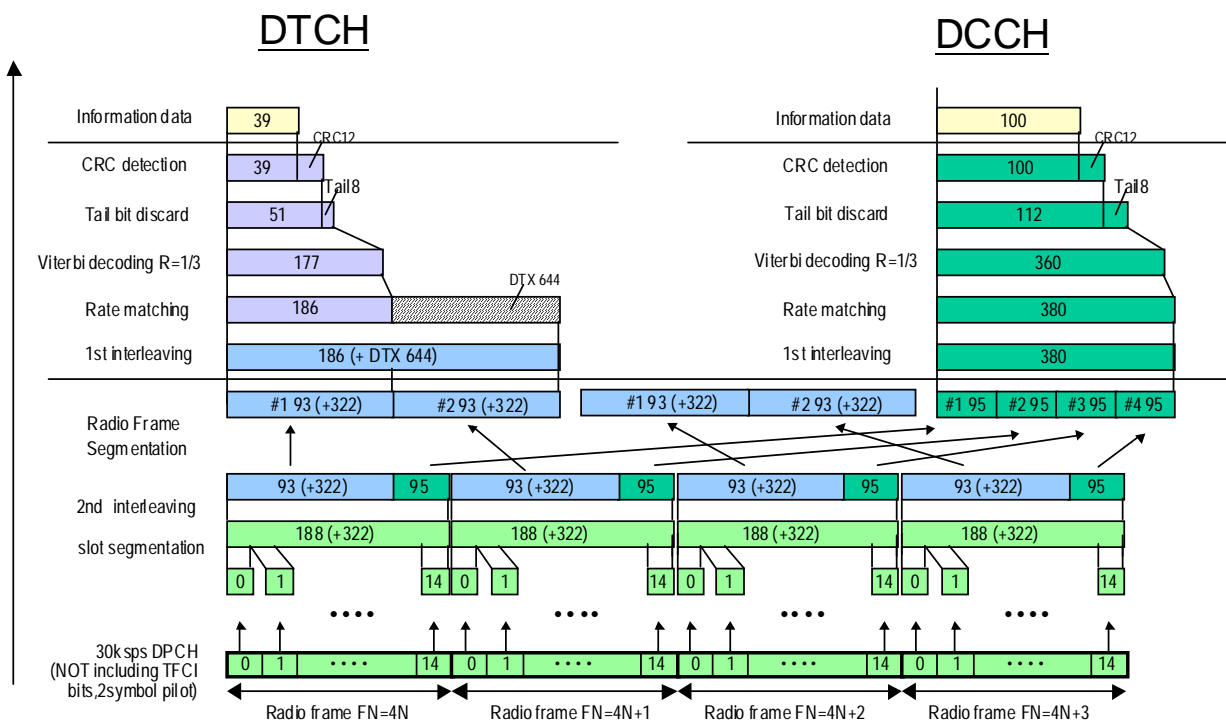 DTCH
DCCH
Information data
39
Information data
100
CRC12
CRC12
CRC detection
39
CRC detection
100
Tail8
Tail8
Tail bit discard
51
Tail bit discard
112
Viterbi decoding R=1/3
177
Viterbi decoding R=1/3
360
DTX 644
Rate matching
186
Rate matching
380
1st interleaving
186 (+ DTX 644)
1st interleaving
380
#1 93 (+322)
#2 93 (+322)
#1 93 (+322)
#2 93 (+322)
#1 95
#2 95
#3 95
#4 95
Radio Frame
Segmentation
93 (+322)
95
93 (+322)
95
93 (+322)
95
93 (+322)
95
2nd interleaving
188 (+322)
188 (+322)
188 (+322)
188 (+322)
slot segmentation
0
1
14
0
1
14
0
1
14
0
1
14
30ksps DPCH
(NOT including TFCI
bits,2symbol pilot)
0
1
14
0
1
14
0
1
14
0
1
14
Radio frame FN=4N
Radio frame FN=4N+1
Radio frame FN=4N+2
Radio frame FN=4N+3